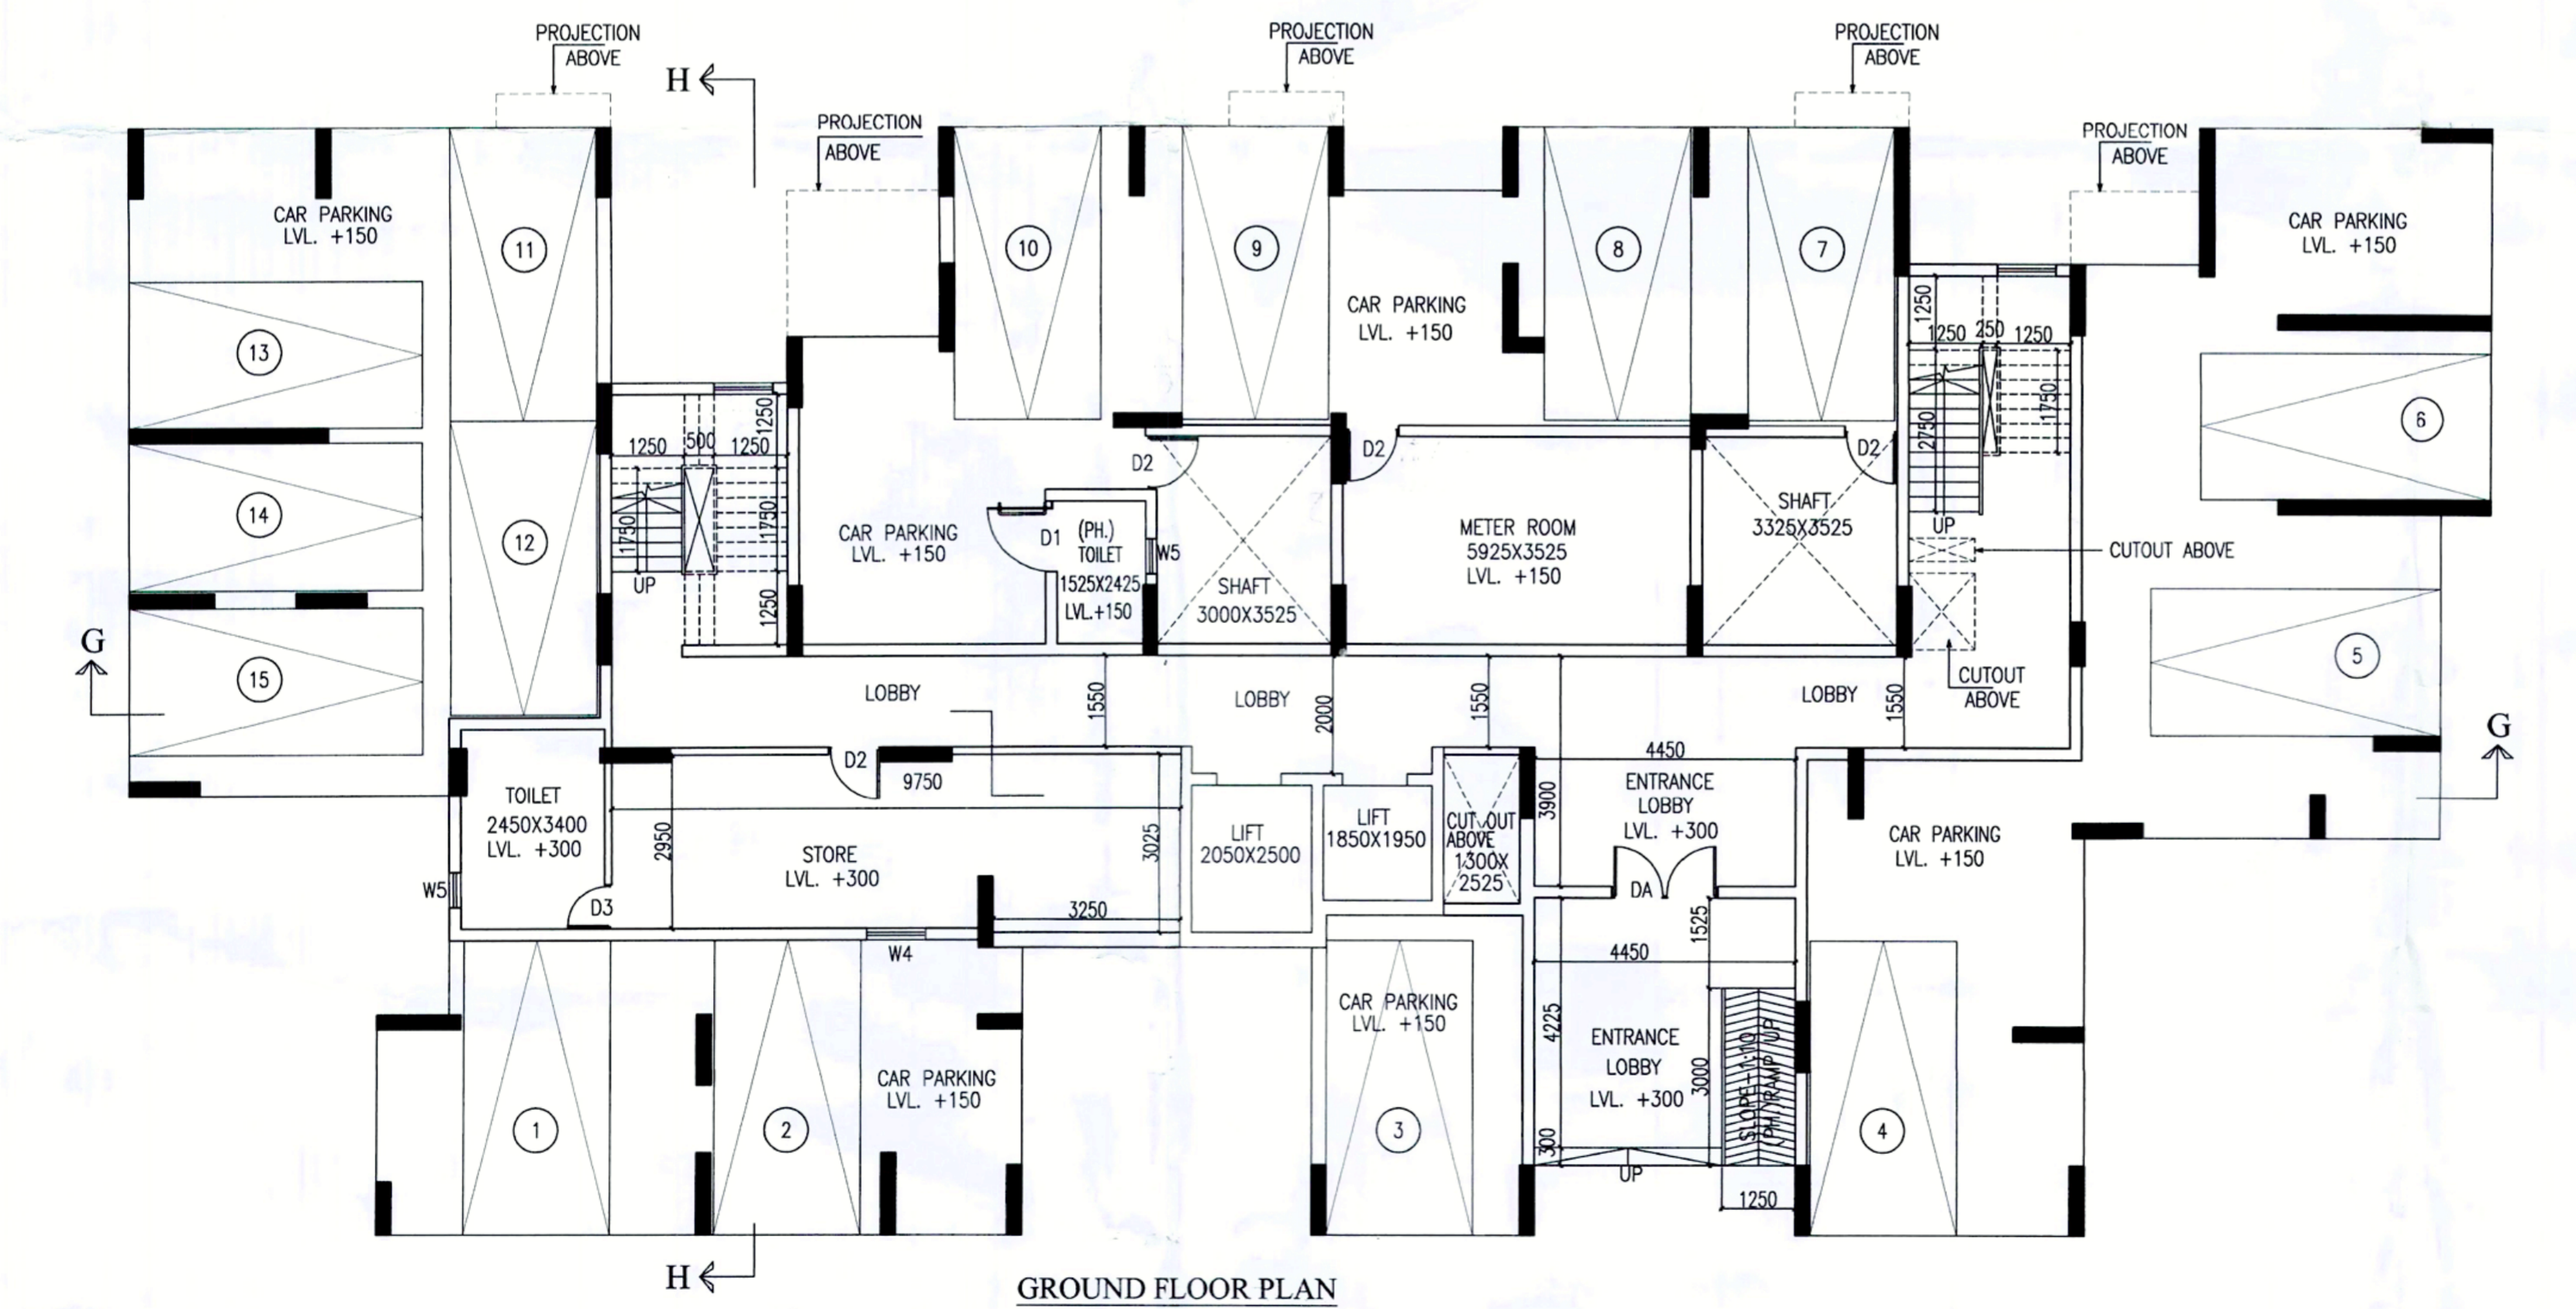 PROJECTION
ABOVE
PROJECTION
ABOVE
PROJECTION
ABOVE
H
PROJECTION
ABOVE
PROJECTION
ABOVE
CAR PARKING
LVL. +150
11
10
9
8
7
CAR PARKING
LVL. +150
CAR PARKING
LVL. +150
13
1250
500
1250
1250
1250
1250
250
1250
1750
2750
6
D2
D2
D2
14
12
1750
1750
UP
1250
CAR PARKING
LVL. +150
D1
(PH.)
TOILET
1525X2425
LVL.+150
W5
SHAFT
3000X3525
METER ROOM
5925X3525
LVL. +150
SHAFT
3325X3525
UP
CUTOUT ABOVE
CUTOUT
ABOVE
5
G
15
LOBBY
1550
LOBBY
2000
1550
LOBBY
1550
G
TOILET
2450X3400
LVL. +300
W5
D3
D2
9750
2950
STORE
LVL. +300
3025
3250
W4
LIFT
2050X2500
LIFT
1850X1950
CUT OUT
ABOVE
1300X
2525
4450
3900
ENTRANCE
LOBBY
LVL. +300
DA
1525
4450
CAR PARKING
LVL. +150
1
2
CAR PARKING
LVL. +150
CAR PARKING
LVL. +150
3
4225
ENTRANCE
LOBBY
LVL. +300
3000
300
SLOPE-1:10
(PH.)RAMP UP
UP
1250
4
H
GROUND FLOOR PLAN